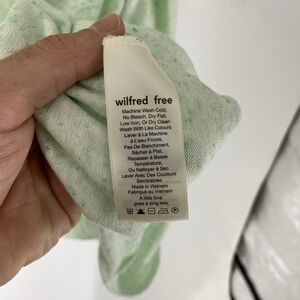 wilfred free
Machine Wash Cold,
No Bleach, Dry Flat,
Low Iron, Or Dry Clean
Wash With Like Colours
Laver À La Machine
à L'eau Froide,
Pas De Blanchiment,
Sécher à Plat,
Repasser à Basse
Température,
Ou Nettoyer à Sec
Laver Avec Des Couleurs
Semblables
Made in Vietnam
Fabriqué au Vietnam
A little love
goes a long way